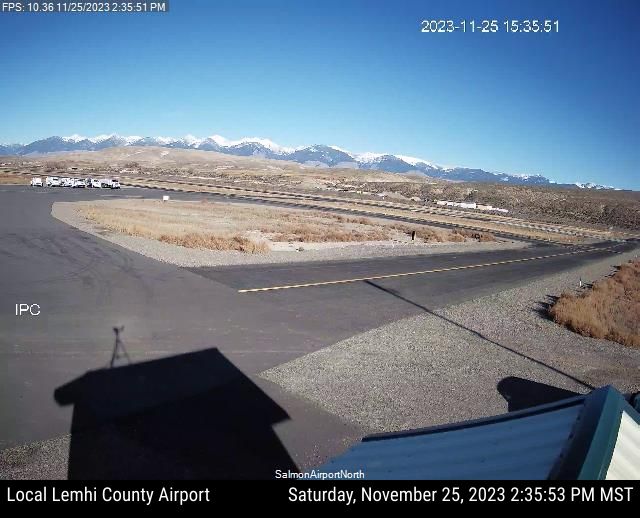 FPS: 10.36 11/25/2023 2:35:51 PM
2023-11-25 15:35:51
IPC
SalmonAirportNorth
Local Lemhi County Airport
Saturday, November 25, 2023 2:35:53 PM MST